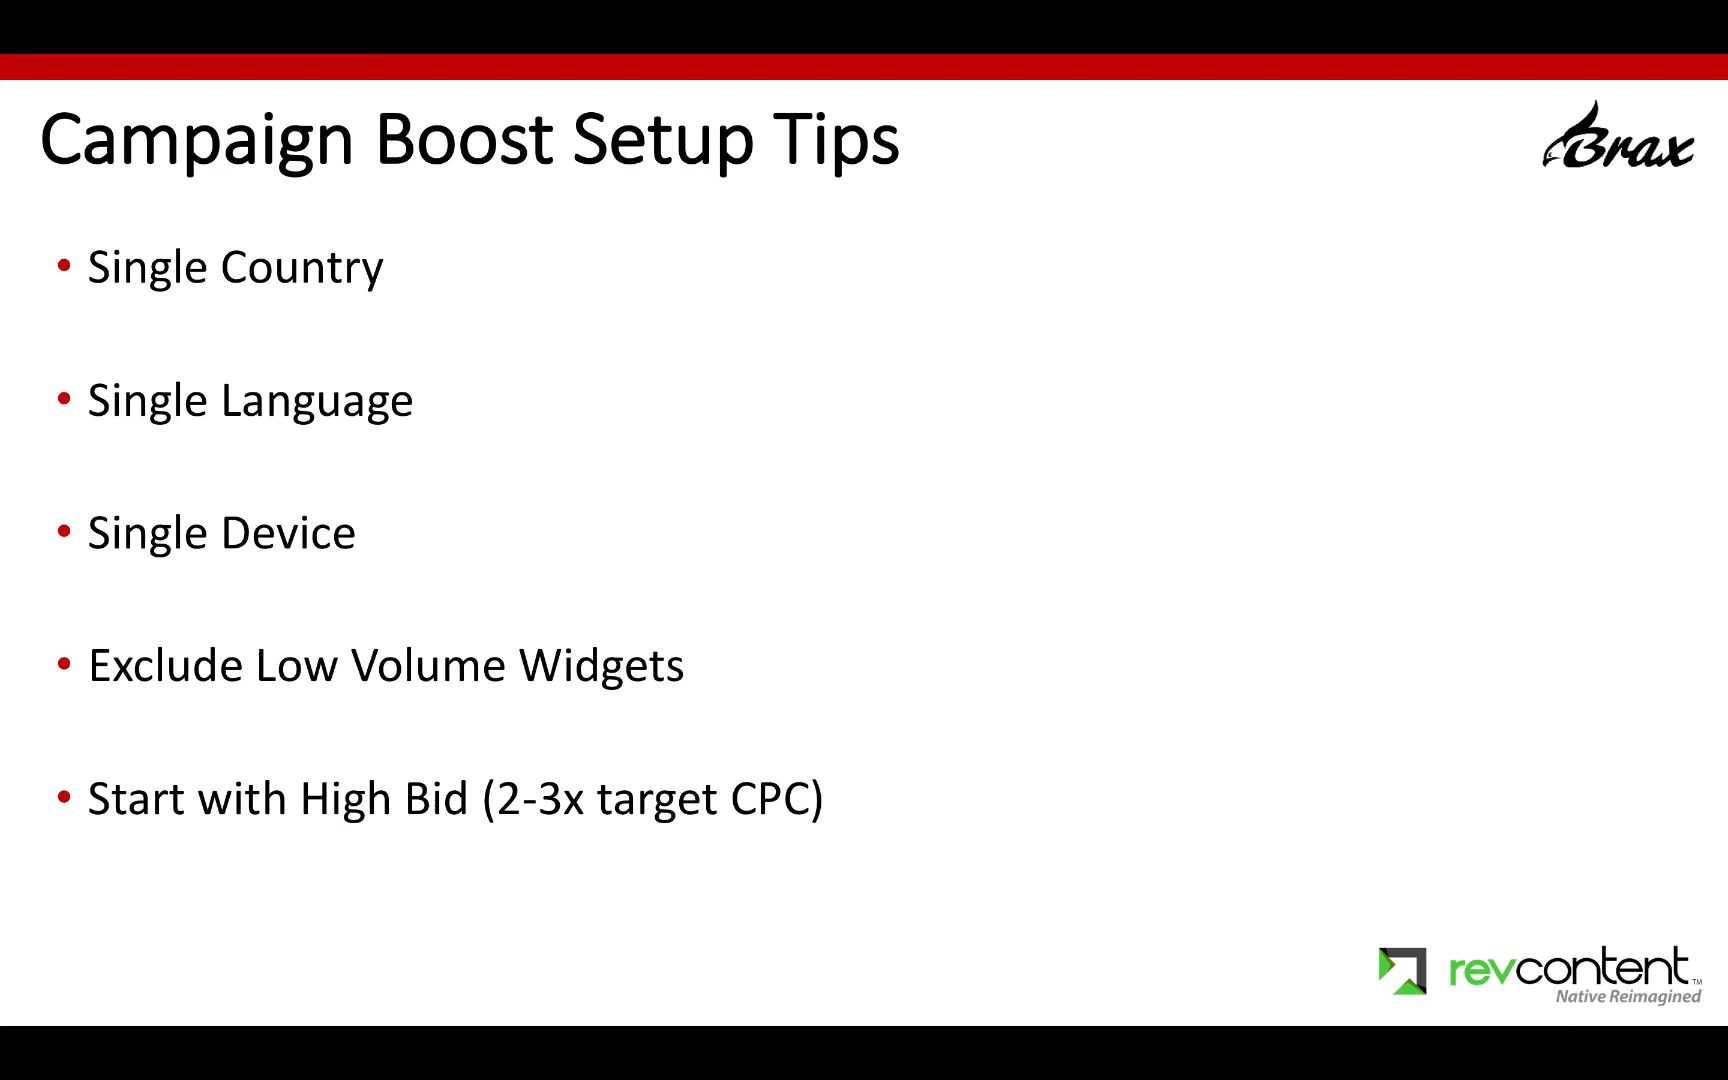 Campaign Boost Setup Tips
Brax
• Single Country
• Single Language
• Single Device
• Exclude Low Volume Widgets
• Start with High Bid (2-3x target CPC)
revcontent™
Native Reimagined